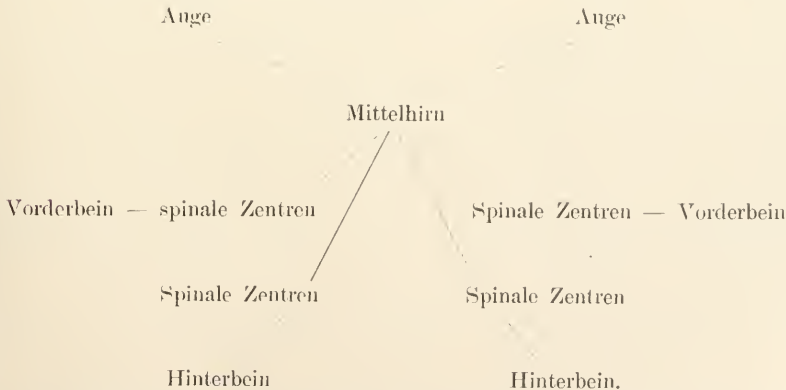 Auge Auge
Mittelhirn
Vorderbein — spinale Zentren Spinale Zentren — Vorderbein
Spinale Zentren Spinale Zentren
Hinterbein Hinterbein.